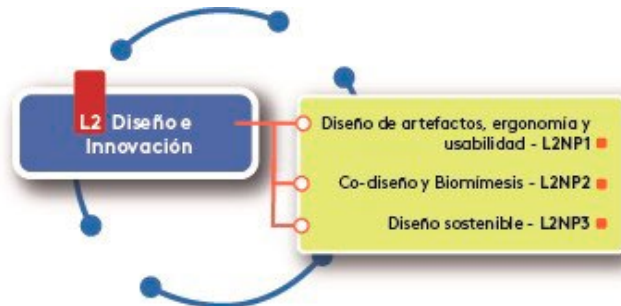 L2 Diseño e
Innovación
Diseño de artefactos, ergonomía y
usabilidad - L2NP1
Co-diseño y Biomímesis - L2NP2
Diseño sostenible - L2NP3